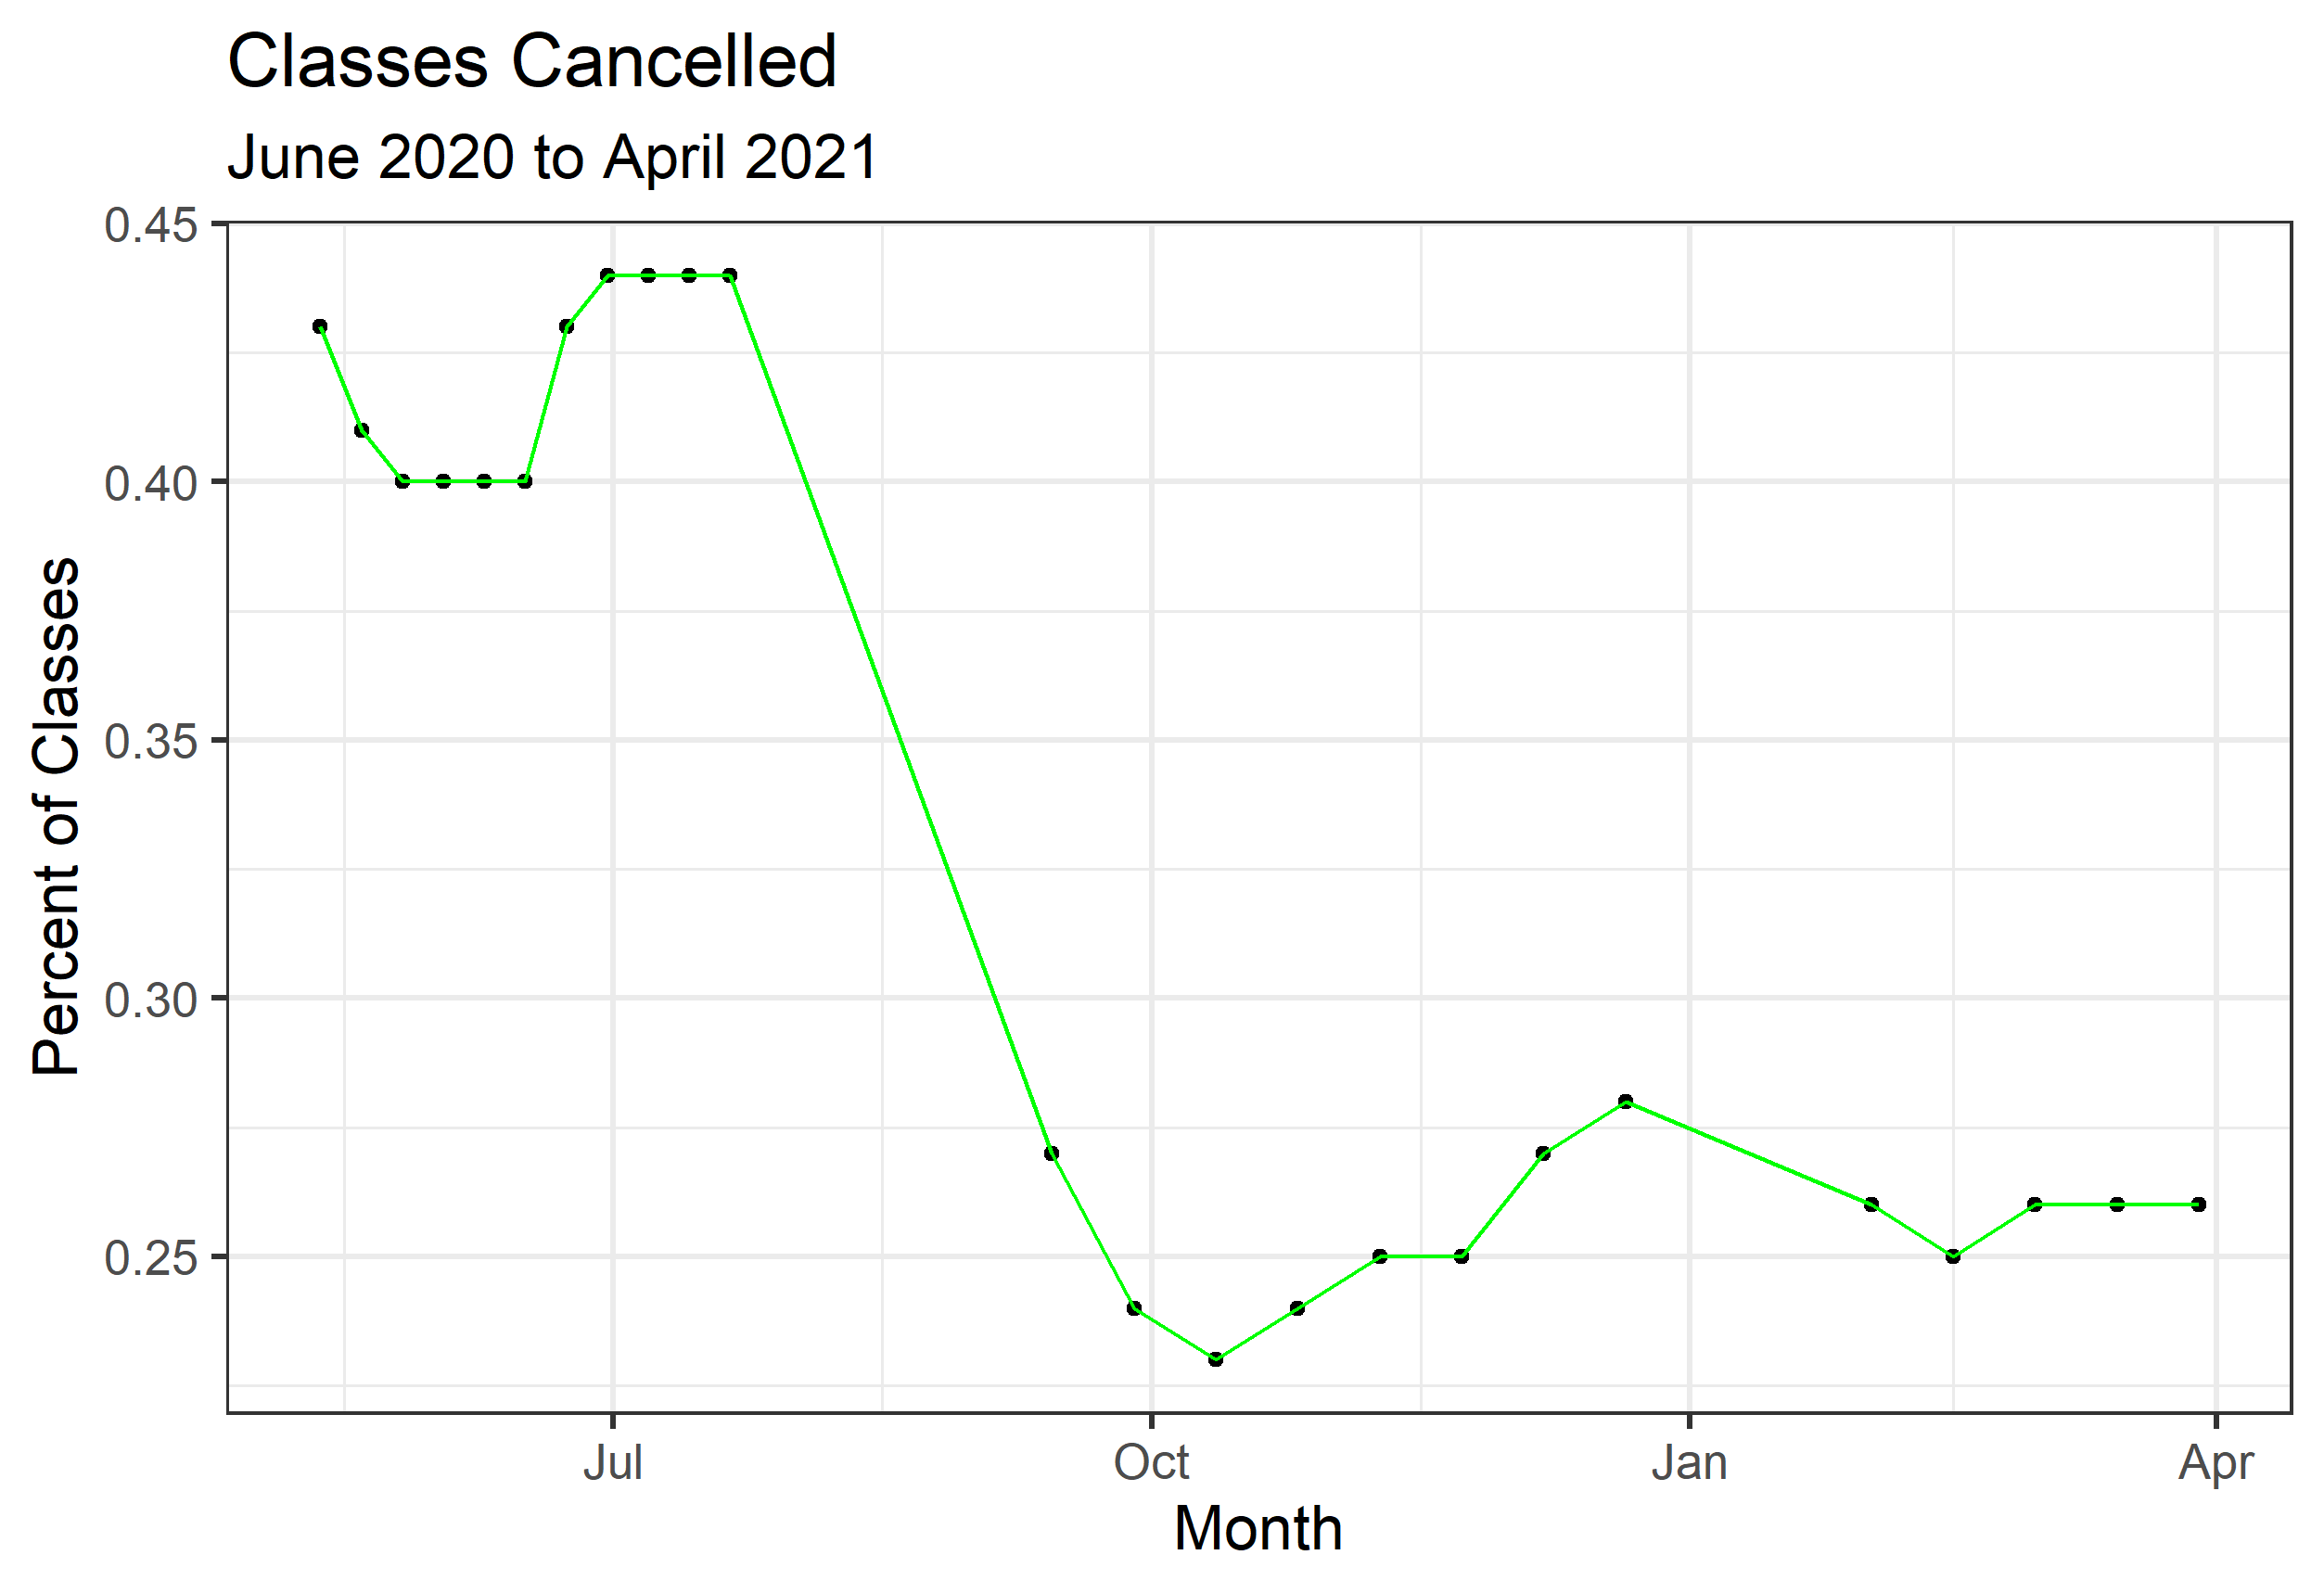 Classes Cancelled
June 2020 to April 2021
Percent of Classes
0.45
0.40
0.35
0.30
0.25
Jul Oct Jan Apr
Month